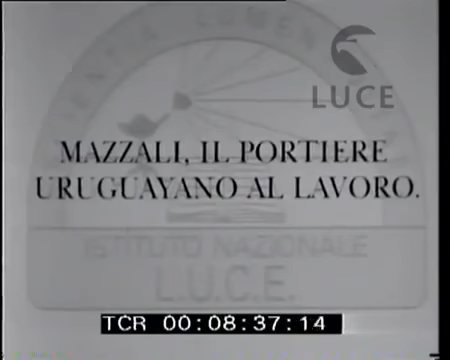 LUCE
MAZZALI, IL PORTIERE
URUGUAYANO AL LAVORO.
ISTITUTO NAZIONALE
L.U.C.E.
TCR 00:08:37:14